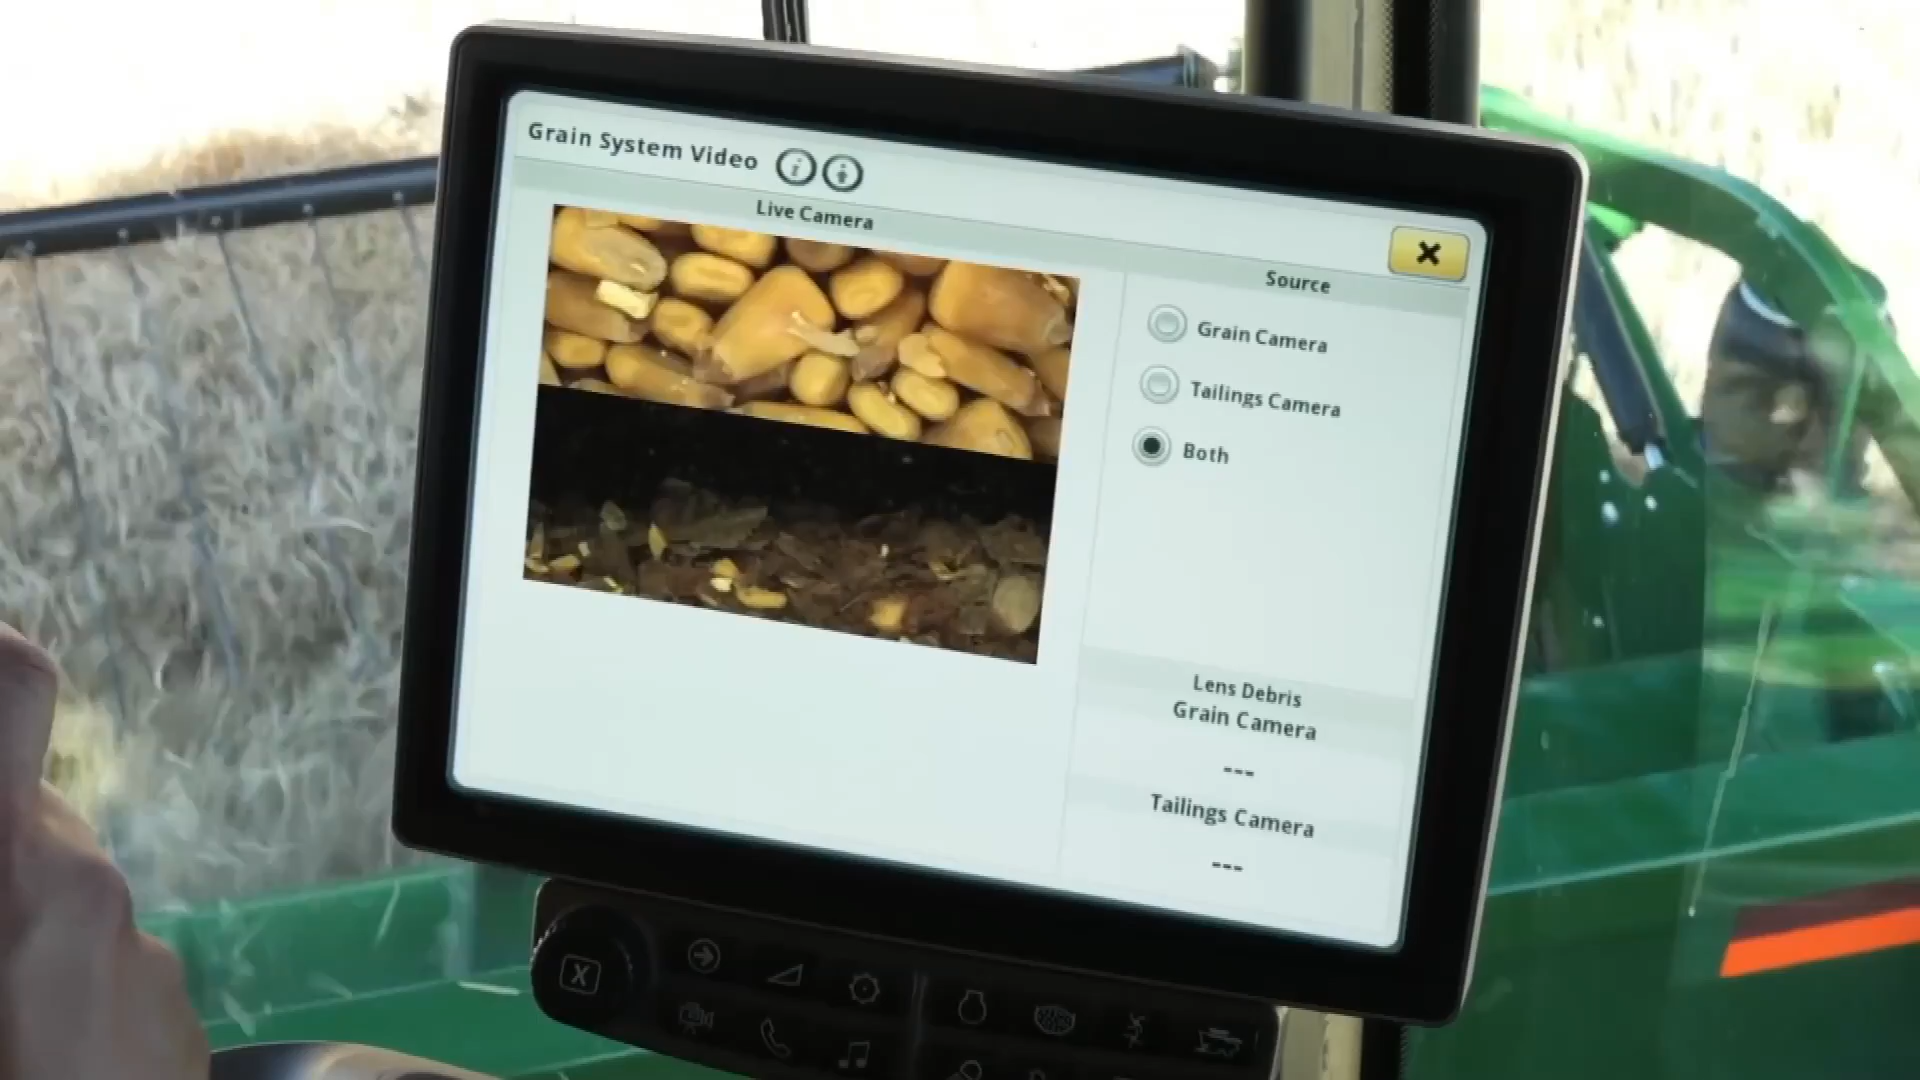 Grain System Video
Live Camera
Source
Grain Camera
Tailings Camera
Both
Lens Debris
Grain Camera
---
Tailings Camera
---
X